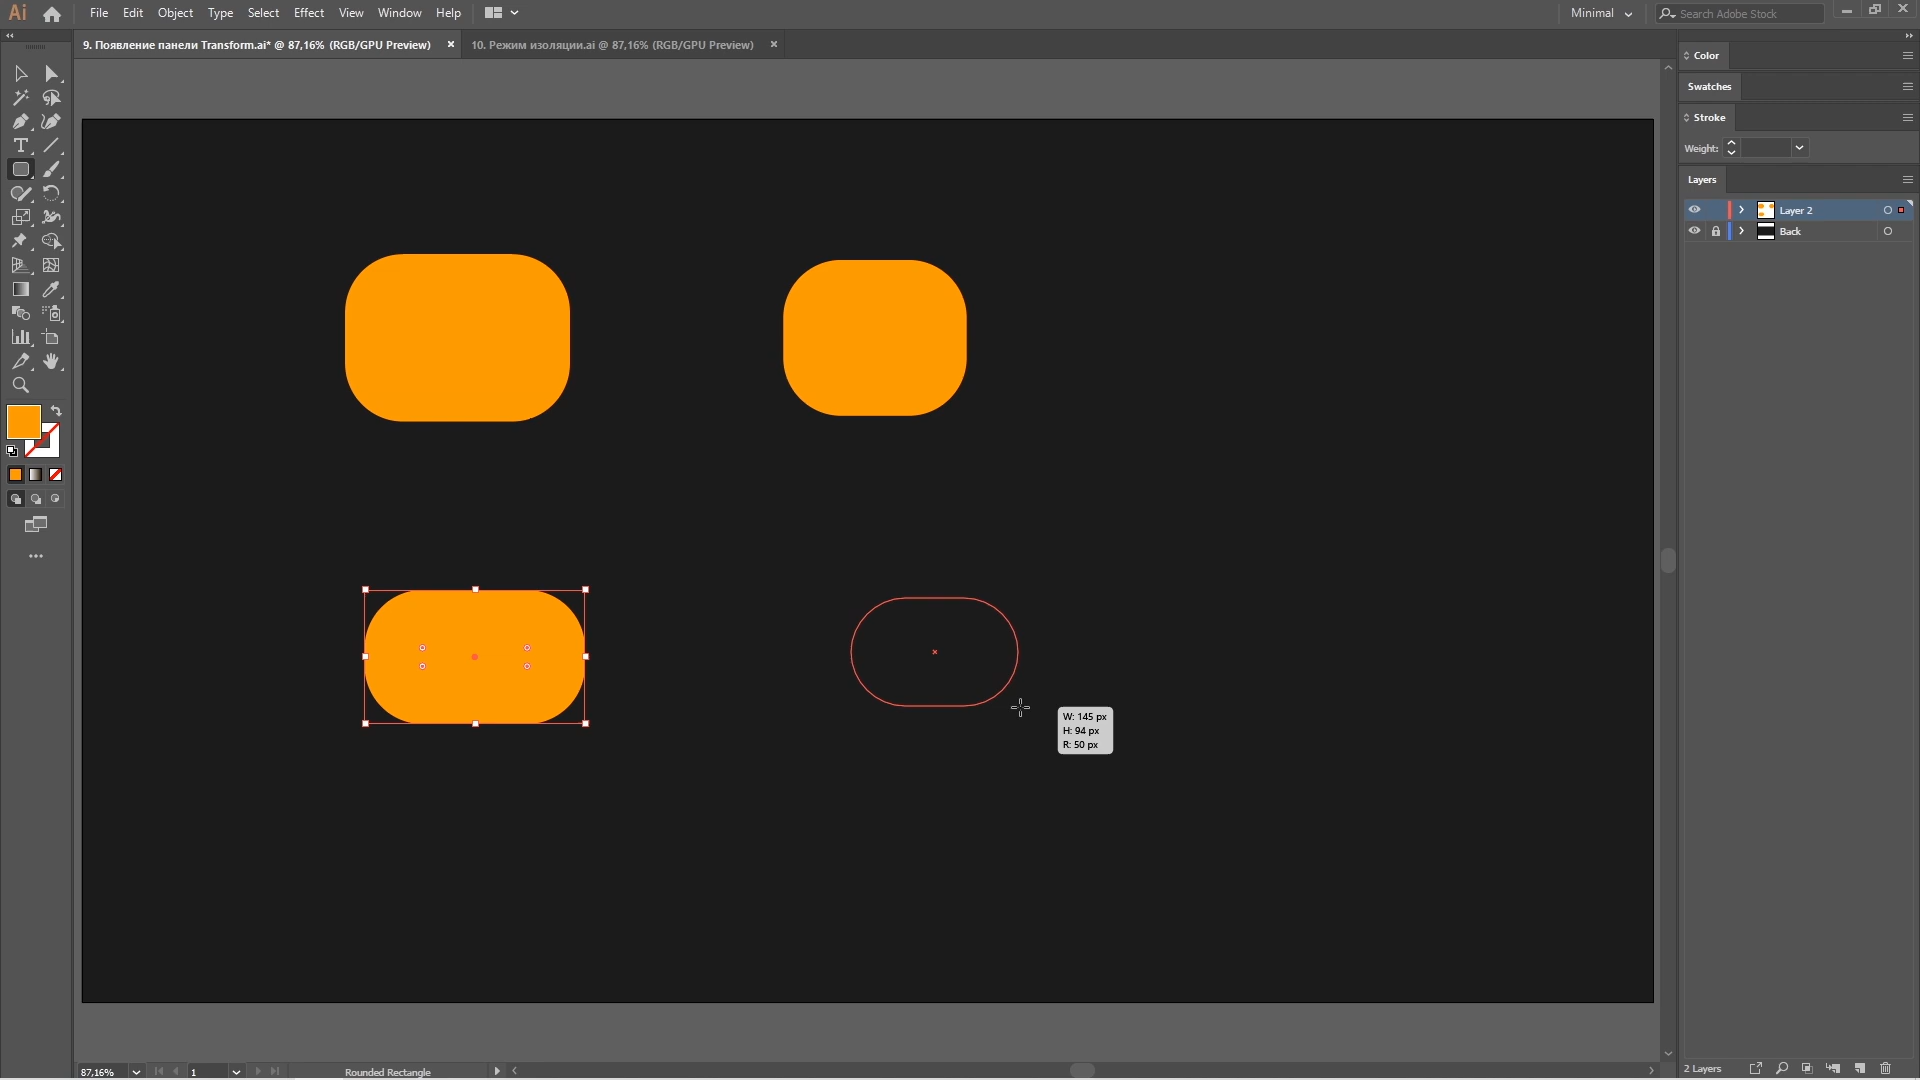 Ai File Edit Object Type Select Effect View Window Help Minimal Search Adobe Stock
9. Появление панели Transform.ai* @ 87,16% (RGB/GPU Preview) × 10. Режим изоляции.ai @ 87,16% (RGB/GPU Preview) ×
Color
Swatches
Stroke
Weight:
Layers
Layer 2
Back
W: 145 px
H: 94 px
R: 50 px
87,16% 1 Rounded Rectangle 2 Layers